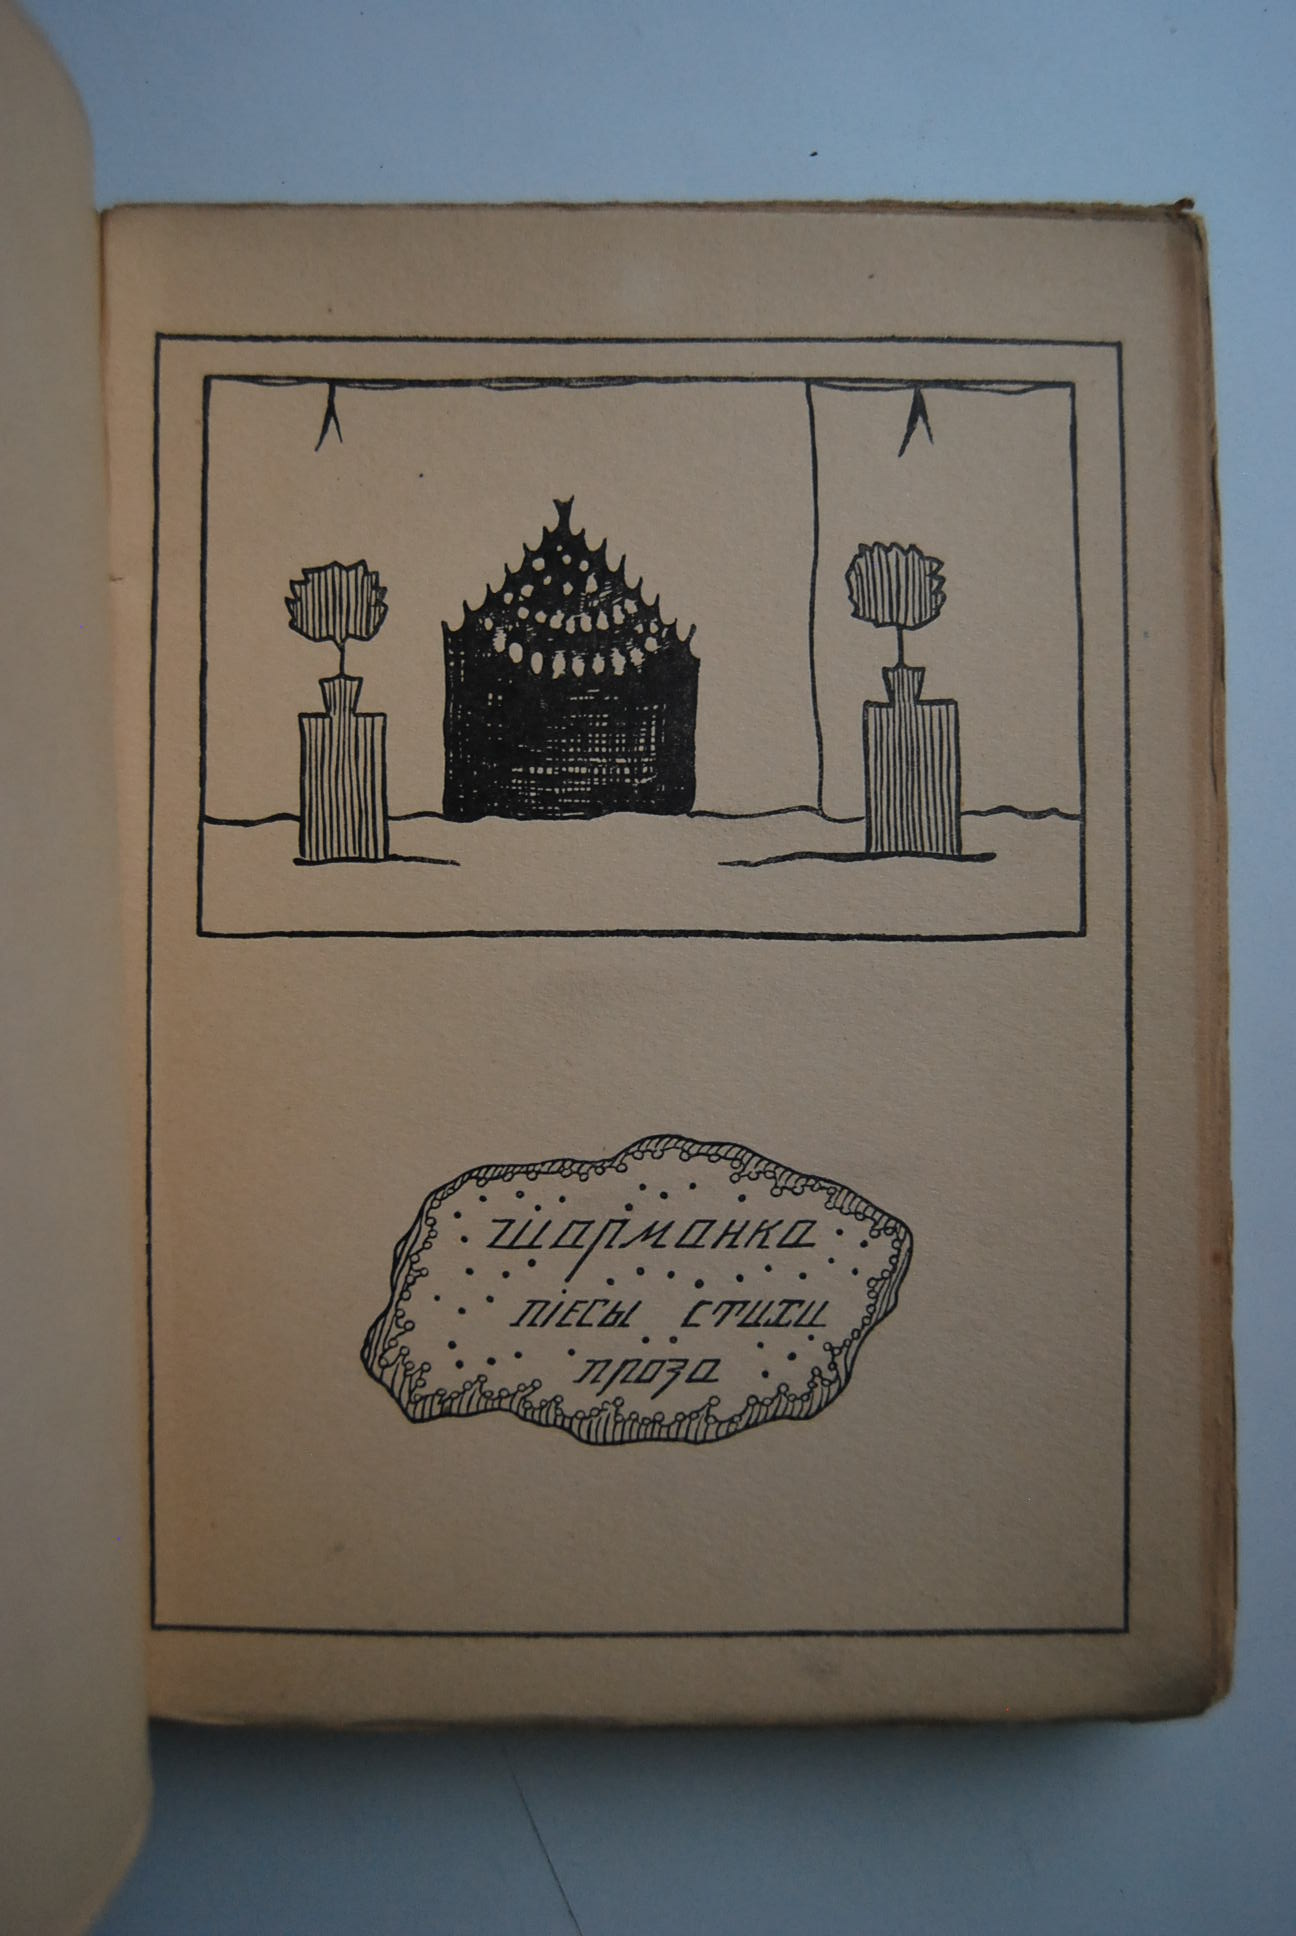 шарманка
пiесы стихи
проза